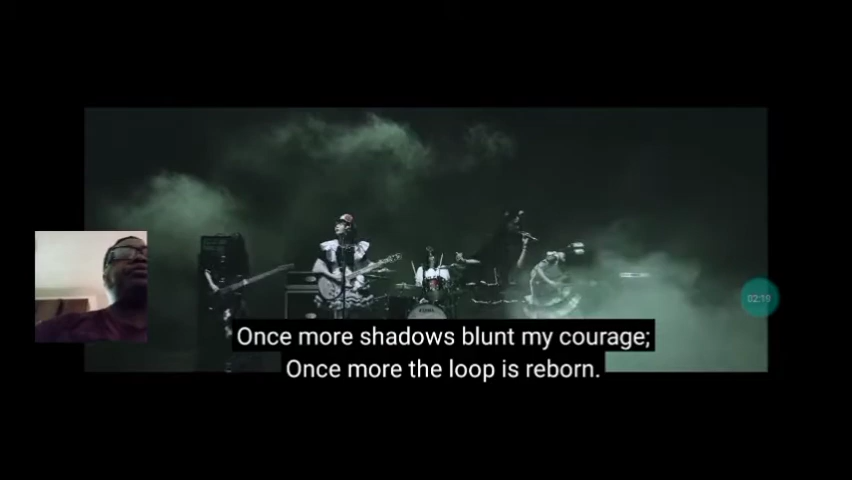 Once more shadows blunt my courage;
Once more the loop is reborn.
02:19